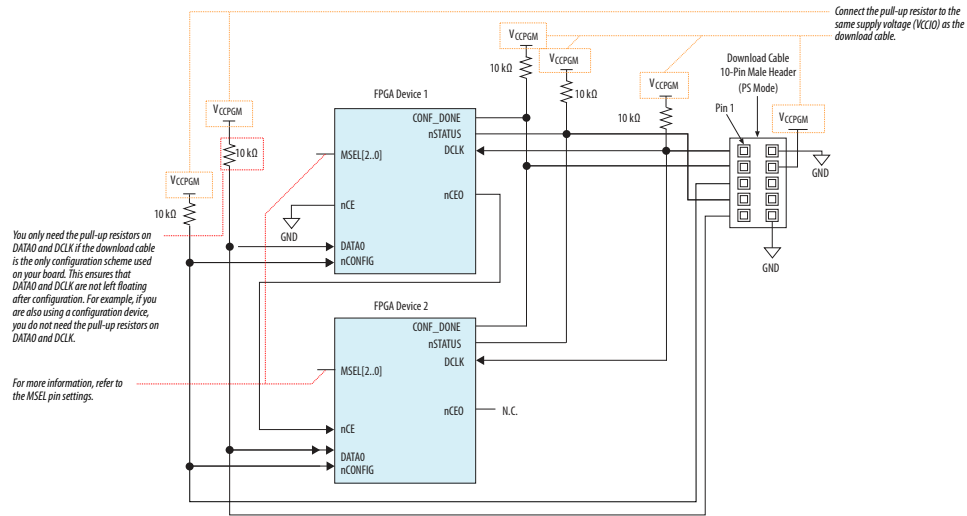 Connect the pull-up resistor to the
same supply voltage (VCCIO) as the
download cable.
VCCPGM
VCCPGM
10 kΩ
VCCPGM
10 kΩ
VCCPGM
10 kΩ
Download Cable
10-Pin Male Header
(PS Mode)
Pin 1
VCCPGM
GND
GND
VCCPGM
10 kΩ
VCCPGM
10 kΩ
FPGA Device 1
CONF_DONE
nSTATUS
MSEL[2..0]
DCLK
nCEO
nCE
GND
DATA0
nCONFIG
You only need the pull-up resistors on
DATA0 and DCLK if the download cable
is the only configuration scheme used
on your board. This ensures that
DATA0 and DCLK are not left floating
after configuration. For example, if you
are also using a configuration device,
you do not need the pull-up resistors on
DATA0 and DCLK.
FPGA Device 2
CONF_DONE
nSTATUS
DCLK
MSEL[2..0]
nCEO
N.C.
nCE
DATA0
nCONFIG
For more information, refer to
the MSEL pin settings.